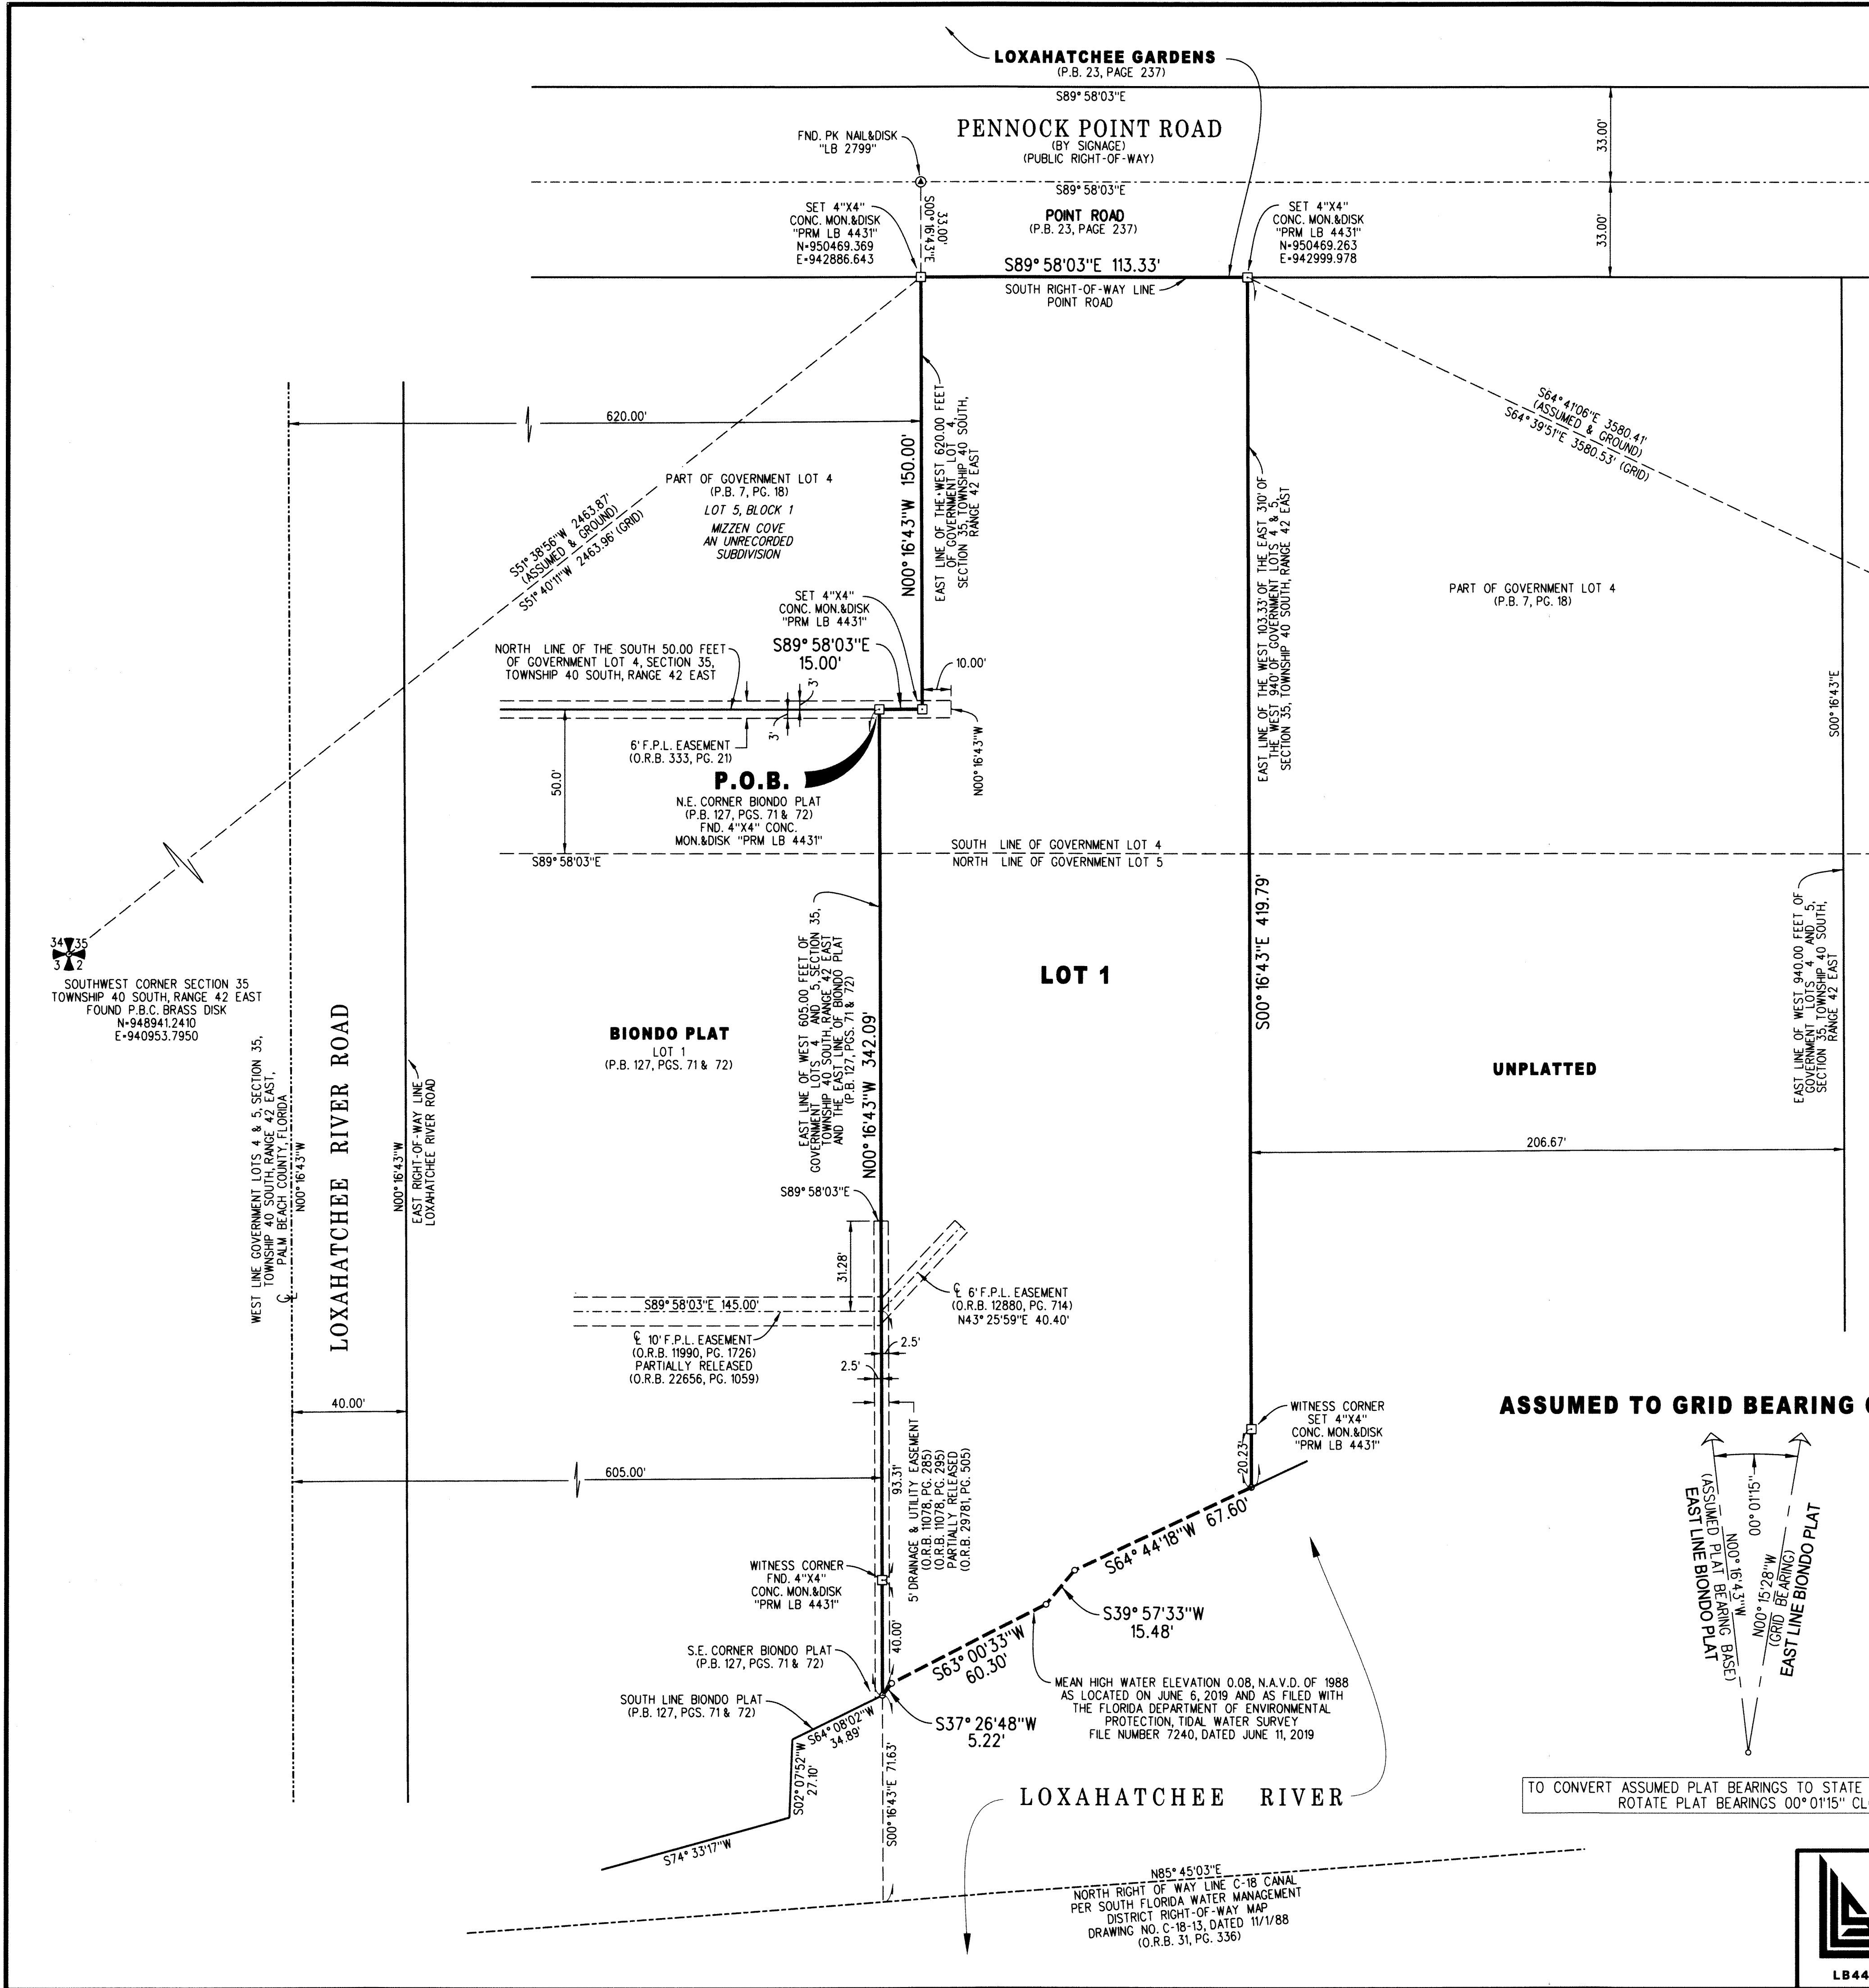 LOXAHATCHEE GARDENS
(P.B. 23, PAGE 237)
S89° 58'03"E
PENNOCK POINT ROAD
(BY SIGNAGE)
(PUBLIC RIGHT-OF-WAY)
FND. PK NAIL&DISK
"LB 2799"
33.00'
S89° 58'03"E
SET 4"X4"
CONC. MON.&DISK
"PRM LB 4431"
N=950469.369
E=942886.643
S00° 16'43"E
33.00'
POINT ROAD
(P.B. 23, PAGE 237)
SET 4"X4"
CONC. MON.&DISK
"PRM LB 4431"
N=950469.263
E=942999.978
33.00'
S89° 58'03"E 113.33'
SOUTH RIGHT-OF-WAY LINE
POINT ROAD
620.00'
N00° 16'43"W 150.00'
EAST LINE OF THE WEST 620.00 FEET
OF GOVERNMENT LOT 4,
SECTION 35, TOWNSHIP 40 SOUTH,
RANGE 42 EAST
EAST LINE OF THE WEST 103.33' OF THE EAST 310' OF
THE WEST 940' OF GOVERNMENT LOTS 4 & 5,
SECTION 35, TOWNSHIP 40 SOUTH, RANGE 42 EAST
S64° 41'06"E 3580.41'
(ASSUMED & GROUND)
S64° 39'51"E 3580.53' (GRID)
PART OF GOVERNMENT LOT 4
(P.B. 7, PG. 18)
LOT 5, BLOCK 1
MIZZEN COVE
AN UNRECORDED
SUBDIVISION
S51° 38'56"W 2463.87'
(ASSUMED & GROUND)
S51° 40'11"W 2463.96' (GRID)
PART OF GOVERNMENT LOT 4
(P.B. 7, PG. 18)
SET 4"X4"
CONC. MON.&DISK
"PRM LB 4431"
S89° 58'03"E
15.00'
NORTH LINE OF THE SOUTH 50.00 FEET
OF GOVERNMENT LOT 4, SECTION 35,
TOWNSHIP 40 SOUTH, RANGE 42 EAST
10.00'
3'
3'
N00° 16'43"W
S00° 16'43"E
6' F.P.L. EASEMENT
(O.R.B. 333, PG. 21)
50.0'
P.O.B.
N.E. CORNER BIONDO PLAT
(P.B. 127, PGS. 71 & 72)
FND. 4"X4" CONC.
MON.&DISK "PRM LB 4431"
S89° 58'03"E
SOUTH LINE OF GOVERNMENT LOT 4
NORTH LINE OF GOVERNMENT LOT 5
34 35
3 2
SOUTHWEST CORNER SECTION 35
TOWNSHIP 40 SOUTH, RANGE 42 EAST
FOUND P.B.C. BRASS DISK
N=948941.2410
E=940953.7950
EAST LINE OF WEST 605.00 FEET OF
GOVERNMENT LOTS 4 AND 5, SECTION 35,
TOWNSHIP 40 SOUTH, RANGE 42 EAST
AND THE EAST LINE OF BIONDO PLAT
(P.B. 127, PGS. 71 & 72)
N00° 16'43"W 342.09'
S00° 16'43"E 419.79'
EAST LINE OF WEST 940.00 FEET OF
GOVERNMENT LOTS 4 AND 5,
SECTION 35, TOWNSHIP 40 SOUTH,
RANGE 42 EAST
LOT 1
BIONDO PLAT
LOT 1
(P.B. 127, PGS. 71 & 72)
UNPLATTED
206.67'
WEST LINE GOVERNMENT LOTS 4 & 5, SECTION 35,
TOWNSHIP 40 SOUTH, RANGE 42 EAST,
PALM BEACH COUNTY, FLORIDA
N00° 16'43"W
LOXAHATCHEE RIVER ROAD
N00° 16'43"W
EAST RIGHT-OF-WAY LINE
LOXAHATCHEE RIVER ROAD
S89° 58'03"E
31.28'
S89° 58'03"E 145.00'
℄ 6' F.P.L. EASEMENT
(O.R.B. 12880, PG. 714)
N43° 25'59"E 40.40'
℄ 10' F.P.L. EASEMENT
(O.R.B. 11990, PG. 1726)
PARTIALLY RELEASED
(O.R.B. 22656, PG. 1059)
2.5'
2.5'
40.00'
605.00'
93.31'
5' DRAINAGE & UTILITY EASEMENT
(O.R.B. 11078, PG. 285)
(O.R.B. 11078, PG. 295)
PARTIALLY RELEASED
(O.R.B. 29781, PG. 505)
WITNESS CORNER
SET 4"X4"
CONC. MON.&DISK
"PRM LB 4431"
20.23'
ASSUMED TO GRID BEARING
00° 01'15"
N00° 16'43"W
(ASSUMED PLAT BEARING BASE)
EAST LINE BIONDO PLAT
N00° 15'28"W
(GRID BEARING)
EAST LINE BIONDO PLAT
S64° 44'18"W 67.60'
WITNESS CORNER
FND. 4"X4"
CONC. MON.&DISK
"PRM LB 4431"
40.00'
S39° 57'33"W
15.48'
S63° 00'33"W
60.30'
S.E. CORNER BIONDO PLAT
(P.B. 127, PGS. 71 & 72)
MEAN HIGH WATER ELEVATION 0.08, N.A.V.D. OF 1988
AS LOCATED ON JUNE 6, 2019 AND AS FILED WITH
THE FLORIDA DEPARTMENT OF ENVIRONMENTAL
PROTECTION, TIDAL WATER SURVEY
FILE NUMBER 7240, DATED JUNE 11, 2019
SOUTH LINE BIONDO PLAT
(P.B. 127, PGS. 71 & 72)
S64° 08'02"W
34.89'
S37° 26'48"W
5.22'
S02° 07'52"W
27.10'
S00° 16'43"E 71.63'
S74° 33'17"W
LOXAHATCHEE RIVER
TO CONVERT ASSUMED PLAT BEARINGS TO STATE
ROTATE PLAT BEARINGS 00° 01'15"
N85° 45'03"E
NORTH RIGHT OF WAY LINE C-18 CANAL
PER SOUTH FLORIDA WATER MANAGEMENT
DISTRICT RIGHT-OF-WAY MAP
DRAWING NO. C-18-13, DATED 11/1/88
(O.R.B. 31, PG. 336)
LB44